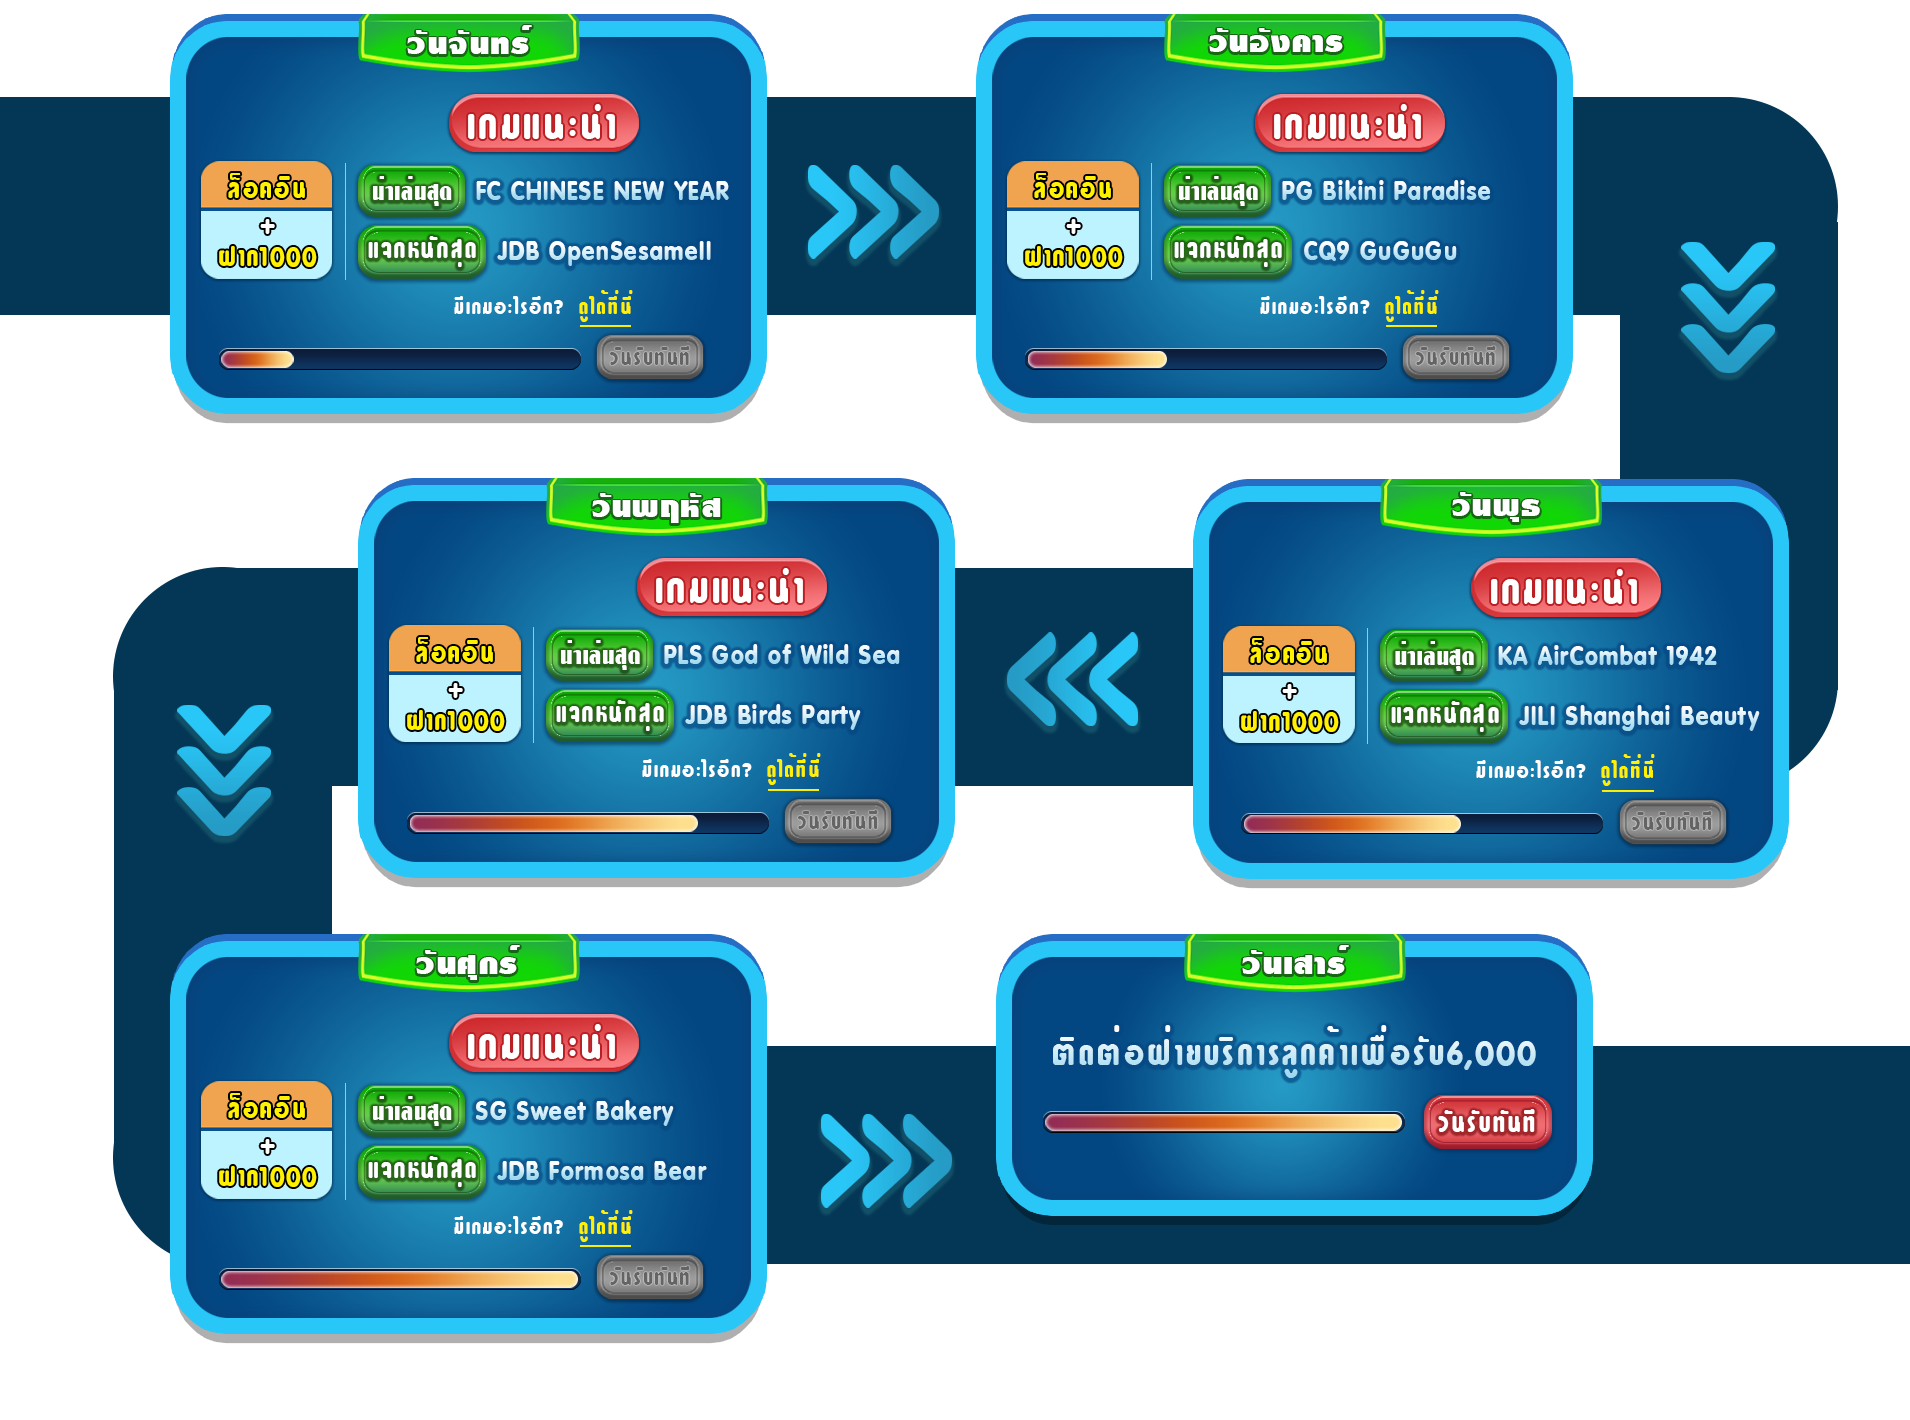 วันจันทร์
เกมแนะนำ
ล็อคอิน
+
ฝาก1000
น่าเล่นสุด FC CHINESE NEW YEAR
แจกหนักสุด JDB OpenSesameII
มีเกมอะไรอีก? ดูได้ที่นี่
วันรับทันที
วันอังคาร
เกมแนะนำ
ล็อคอิน
+
ฝาก1000
น่าเล่นสุด PG Bikini Paradise
แจกหนักสุด CQ9 GuGuGu
มีเกมอะไรอีก? ดูได้ที่นี่
วันรับทันที
วันพุธ
เกมแนะนำ
ล็อคอิน
+
ฝาก1000
น่าเล่นสุด KA AirCombat 1942
แจกหนักสุด JILI Shanghai Beauty
มีเกมอะไรอีก? ดูได้ที่นี่
วันรับทันที
วันพฤหัส
เกมแนะนำ
ล็อคอิน
+
ฝาก1000
น่าเล่นสุด PLS God of Wild Sea
แจกหนักสุด JDB Birds Party
มีเกมอะไรอีก? ดูได้ที่นี่
วันรับทันที
วันศุกร์
เกมแนะนำ
ล็อคอิน
+
ฝาก1000
น่าเล่นสุด SG Sweet Bakery
แจกหนักสุด JDB Formosa Bear
มีเกมอะไรอีก? ดูได้ที่นี่
วันรับทันที
วันเสาร์
ติดต่อฝ่ายบริการลูกค้าเพื่อรับ6,000
วันรับทันที